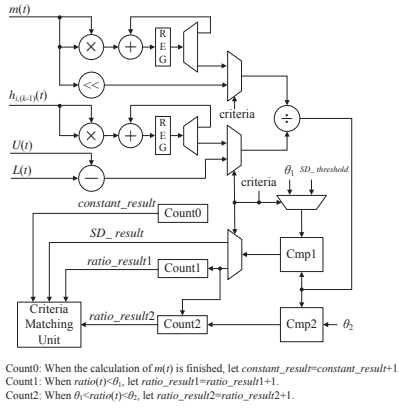 m(t)
×
+
R
E
G
<<
criteria
÷
h_{i,(k-1)}(t)
×
+
R
E
G
U(t)
L(t)
−
criteria
θ₁ SD_threshold
constant_result
Count0
SD_result
Cmp1
ratio_result1
Count1
Criteria
Matching
Unit
ratio_result2
Count2
Cmp2
θ₂
Count0: When the calculation of m(t) is finished, let constant_result=constant_result+1
Count1: When ratio(t)<θ₁, let ratio_result1=ratio_result1+1.
Count2: When θ₁<ratio(t)<θ₂, let ratio_result2=ratio_result2+1.